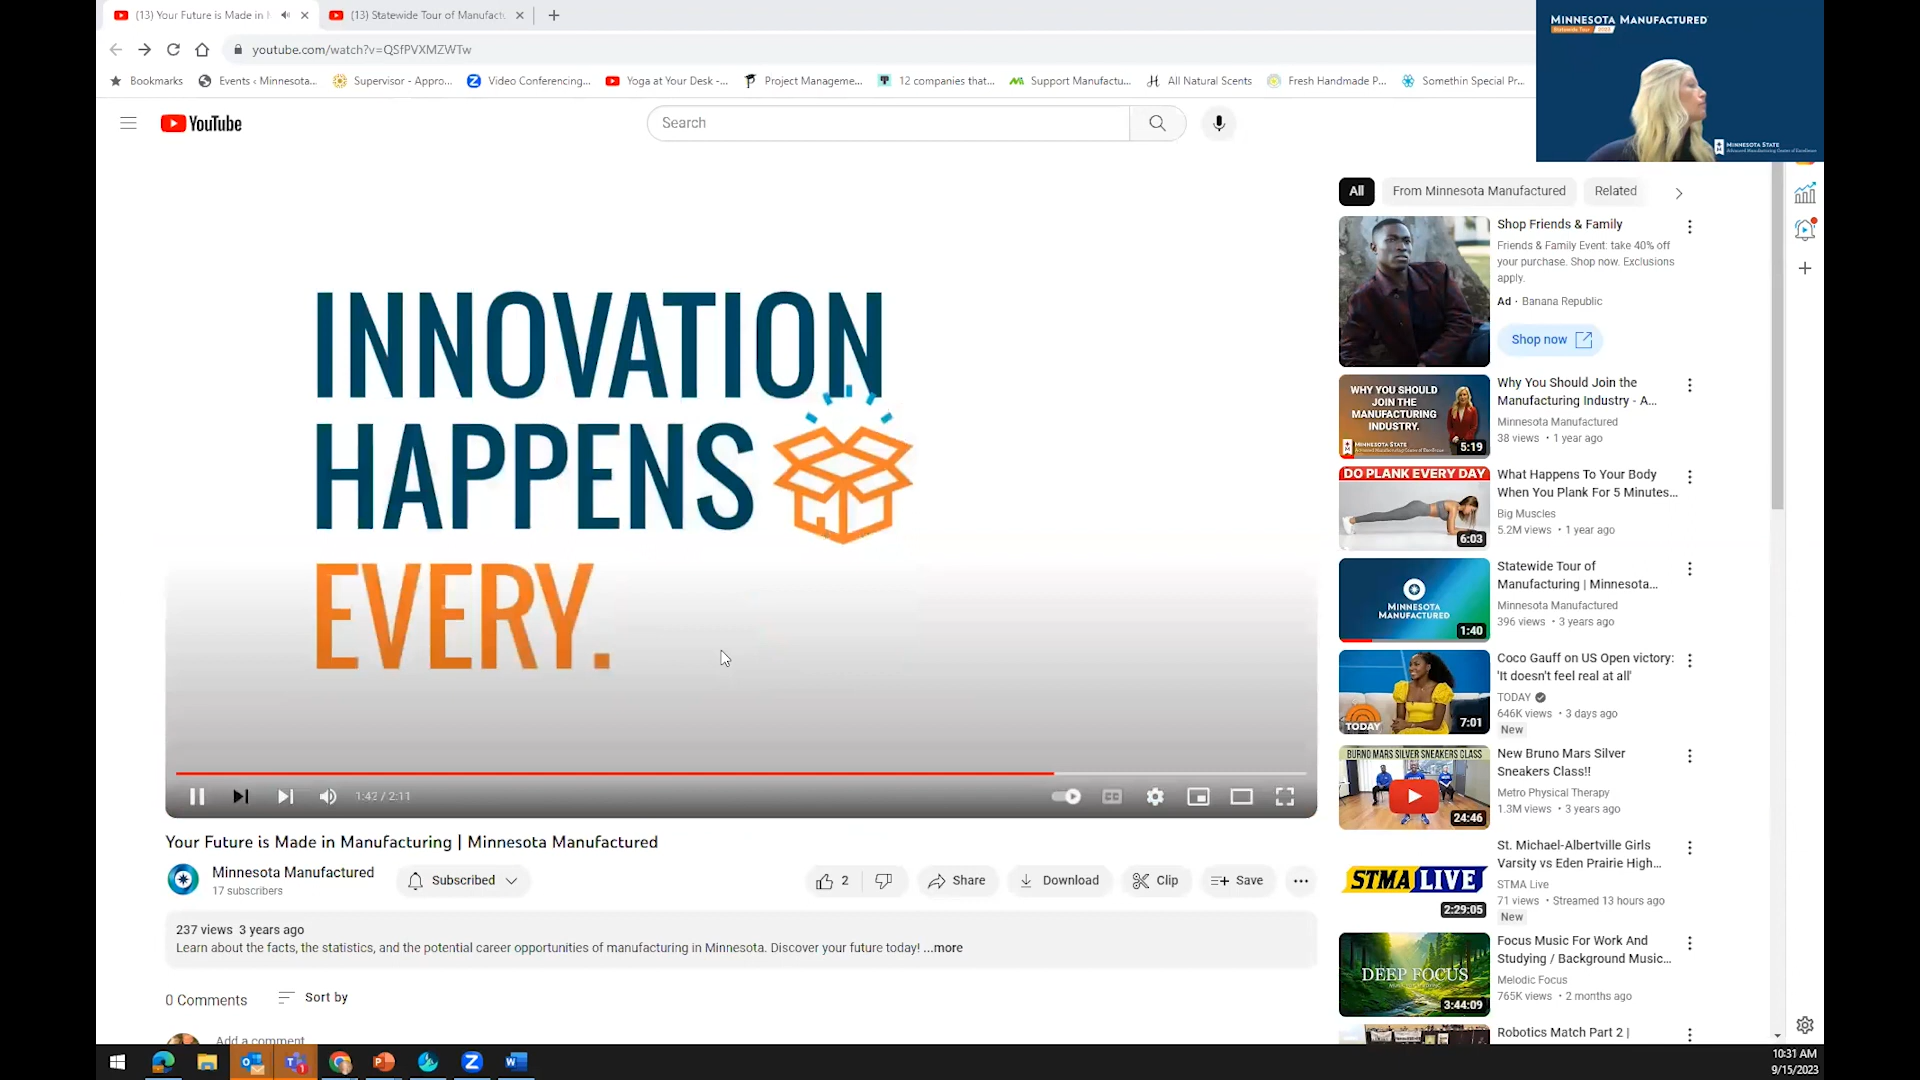 (13) Your Future is Made in
(13) Statewide Tour of Manufactu
youtube.com/watch?v=QSfPVXMZWTw
Bookmarks
Events ‹ Minnesota...
Supervisor - Appro...
Video Conferencing...
Yoga at Your Desk -...
Project Manageme...
12 companies that...
Support Manufactu...
All Natural Scents
Fresh Handmade P...
Somethin Special Pr...
MINNESOTA MANUFACTURED
Statewide Tour 2023
MINNESOTA STATE
Advanced Manufacturing Center of Excellence
YouTube
Search
INNOVATION
HAPPENS
EVERY.
1:42 / 2:11
CC
Your Future is Made in Manufacturing | Minnesota Manufactured
Minnesota Manufactured
17 subscribers
Subscribed
2
Share
Download
Clip
Save
237 views 3 years ago
Learn about the facts, the statistics, and the potential career opportunities of manufacturing in Minnesota. Discover your future today! ...more
0 Comments
Sort by
Add a comment
All
From Minnesota Manufactured
Related
Shop Friends & Family
Friends & Family Event: take 40% off
your purchase. Shop now. Exclusions
apply.
Ad · Banana Republic
Shop now
WHY YOU SHOULD
JOIN THE
MANUFACTURING
INDUSTRY.
MINNESOTA STATE
5:19
Why You Should Join the
Manufacturing Industry - A...
Minnesota Manufactured
38 views • 1 year ago
DO PLANK EVERY DAY
6:03
What Happens To Your Body
When You Plank For 5 Minutes...
Big Muscles
5.2M views • 1 year ago
MINNESOTA
MANUFACTURED
1:40
Statewide Tour of
Manufacturing | Minnesota...
Minnesota Manufactured
396 views • 3 years ago
TODAY
7:01
Coco Gauff on US Open victory:
'It doesn't feel real at all'
TODAY
646K views • 3 days ago
New
BURNO MARS SILVER SNEAKERS CLASS
24:46
New Bruno Mars Silver
Sneakers Class!!
Metro Physical Therapy
1.3M views • 3 years ago
STMA LIVE
2:29:05
St. Michael-Albertville Girls
Varsity vs Eden Prairie High...
STMA Live
71 views • Streamed 13 hours ago
New
DEEP FOCUS
3:44:09
Focus Music For Work And
Studying / Background Music...
Melodic Focus
765K views • 2 months ago
Robotics Match Part 2 |
10:31 AM
9/15/2023